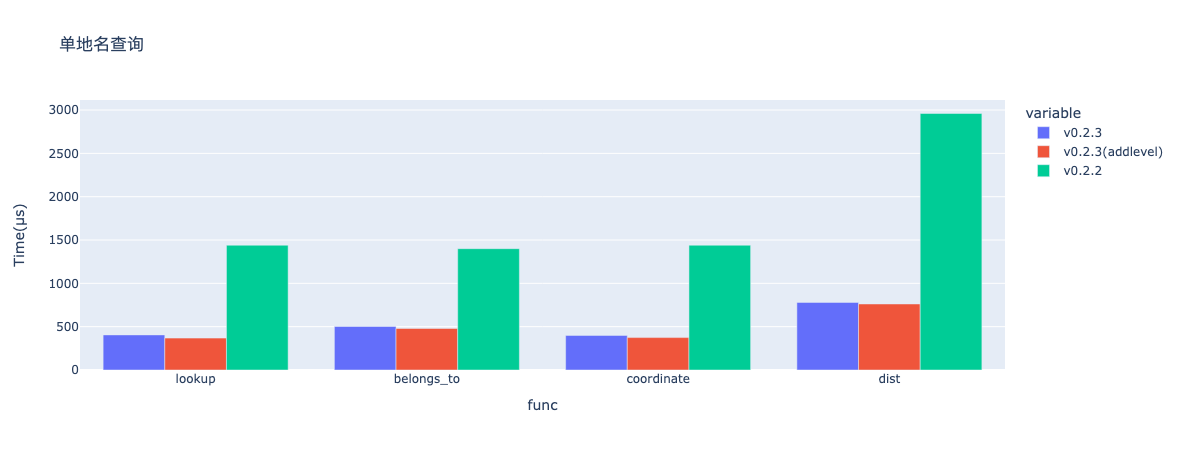 单地名查询
3000
2500
2000
1500
1000
500
0
Time(μs)
lookup
belongs_to
coordinate
dist
func
variable
v0.2.3
v0.2.3(addlevel)
v0.2.2